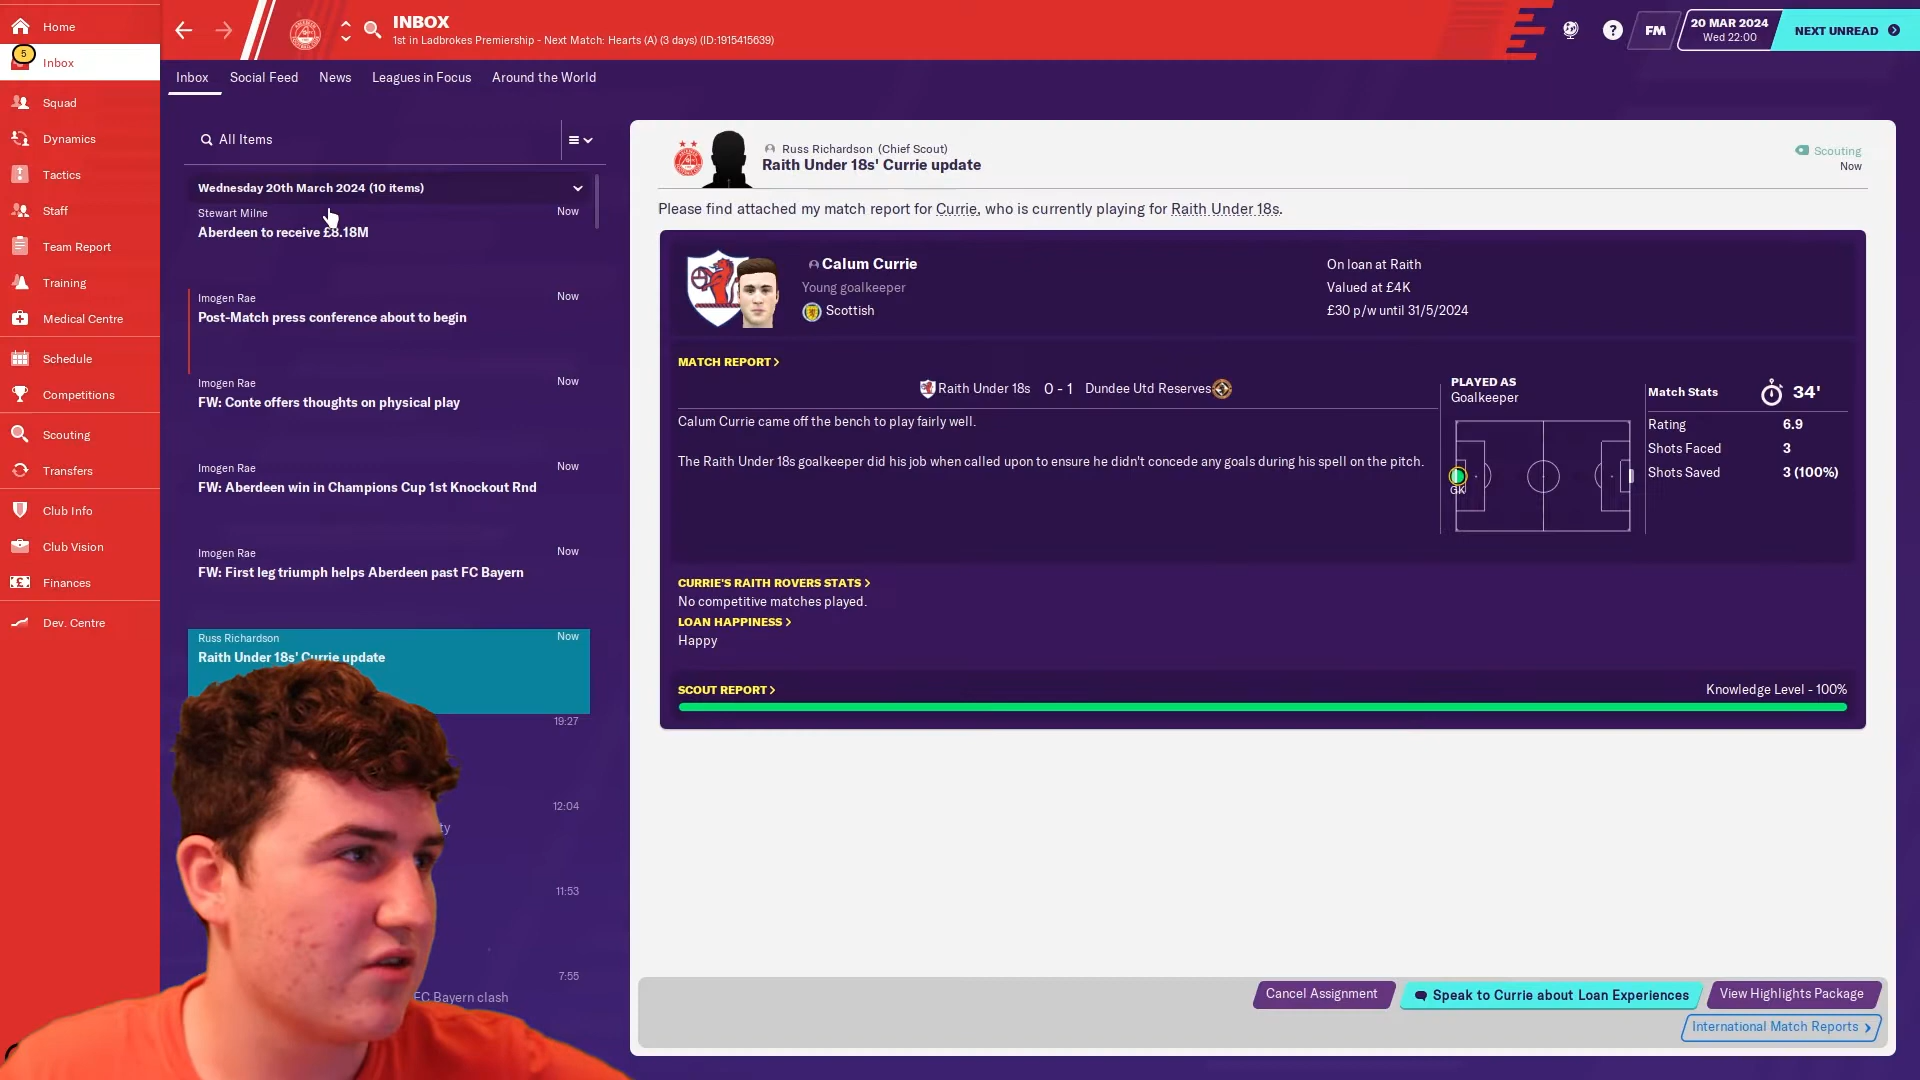 Home
5
Inbox
Squad
Dynamics
Tactics
Staff
Team Report
Training
Medical Centre
Schedule
Competitions
Scouting
Transfers
Club Info
Club Vision
Finances
Dev. Centre
INBOX
1st in Ladbrokes Premiership - Next Match: Hearts (A) (3 days) (ID:1915415639)
?
FM
20 MAR 2024
Wed 22:00
NEXT UNREAD
Inbox Social Feed News Leagues in Focus Around the World
All Items
Wednesday 20th March 2024 (10 items)
Stewart Milne Now
Aberdeen to receive £8.18M
Imogen Rae Now
Post-Match press conference about to begin
Imogen Rae Now
FW: Conte offers thoughts on physical play
Imogen Rae Now
FW: Aberdeen win in Champions Cup 1st Knockout Rnd
Imogen Rae Now
FW: First leg triumph helps Aberdeen past FC Bayern
Russ Richardson Now
Raith Under 18s' Currie update
19:27
12:04
ty
11:53
7:55
FC Bayern clash
Russ Richardson (Chief Scout)
Raith Under 18s' Currie update
Scouting
Now
Please find attached my match report for Currie, who is currently playing for Raith Under 18s.
Calum Currie
Young goalkeeper
Scottish
On loan at Raith
Valued at £4K
£30 p/w until 31/5/2024
MATCH REPORT >
Raith Under 18s 0 - 1 Dundee Utd Reserves
Calum Currie came off the bench to play fairly well.
The Raith Under 18s goalkeeper did his job when called upon to ensure he didn't concede any goals during his spell on the pitch.
PLAYED AS
Goalkeeper
GK
Match Stats 34'
Rating 6.9
Shots Faced 3
Shots Saved 3 (100%)
CURRIE'S RAITH ROVERS STATS >
No competitive matches played.
LOAN HAPPINESS >
Happy
SCOUT REPORT >
Knowledge Level - 100%
Cancel Assignment
Speak to Currie about Loan Experiences
View Highlights Package
International Match Reports >